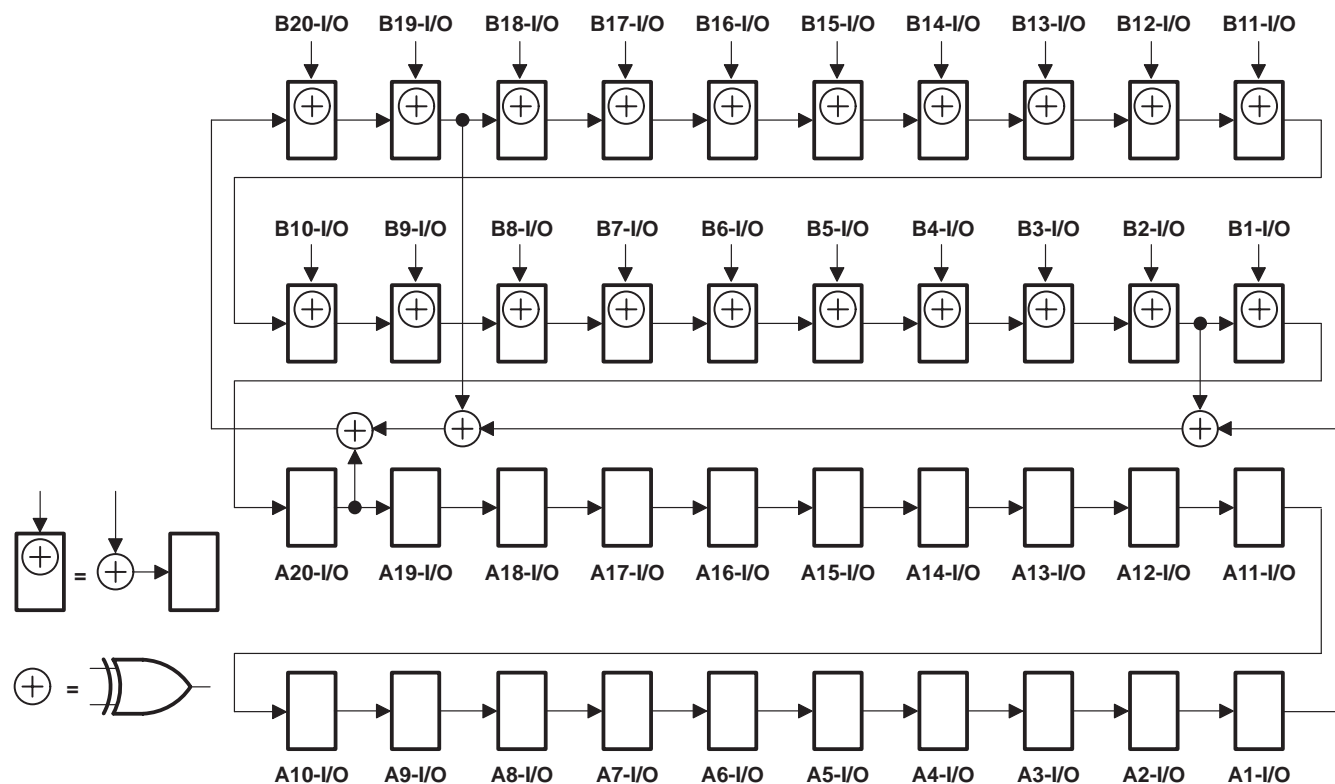 B20-I/O B19-I/O B18-I/O B17-I/O B16-I/O B15-I/O B14-I/O B13-I/O B12-I/O B11-I/O
B10-I/O B9-I/O B8-I/O B7-I/O B6-I/O B5-I/O B4-I/O B3-I/O B2-I/O B1-I/O
A20-I/O A19-I/O A18-I/O A17-I/O A16-I/O A15-I/O A14-I/O A13-I/O A12-I/O A11-I/O
=
=
A10-I/O A9-I/O A8-I/O A7-I/O A6-I/O A5-I/O A4-I/O A3-I/O A2-I/O A1-I/O